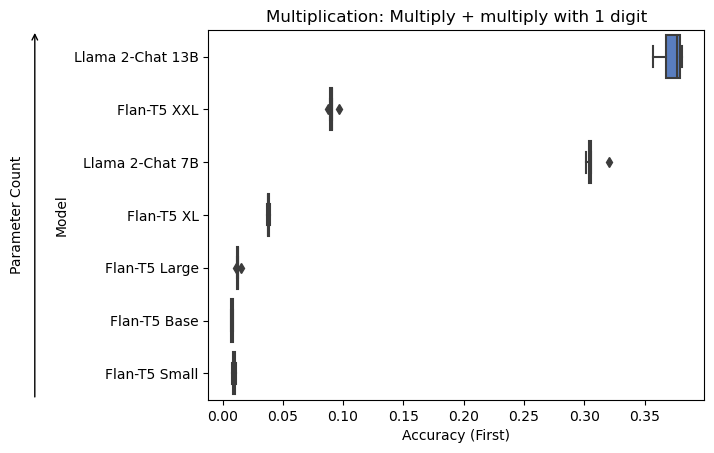 Multiplication: Multiply + multiply with 1 digit
Parameter Count
Model
Llama 2-Chat 13B
Flan-T5 XXL
Llama 2-Chat 7B
Flan-T5 XL
Flan-T5 Large
Flan-T5 Base
Flan-T5 Small
0.00 0.05 0.10 0.15 0.20 0.25 0.30 0.35
Accuracy (First)